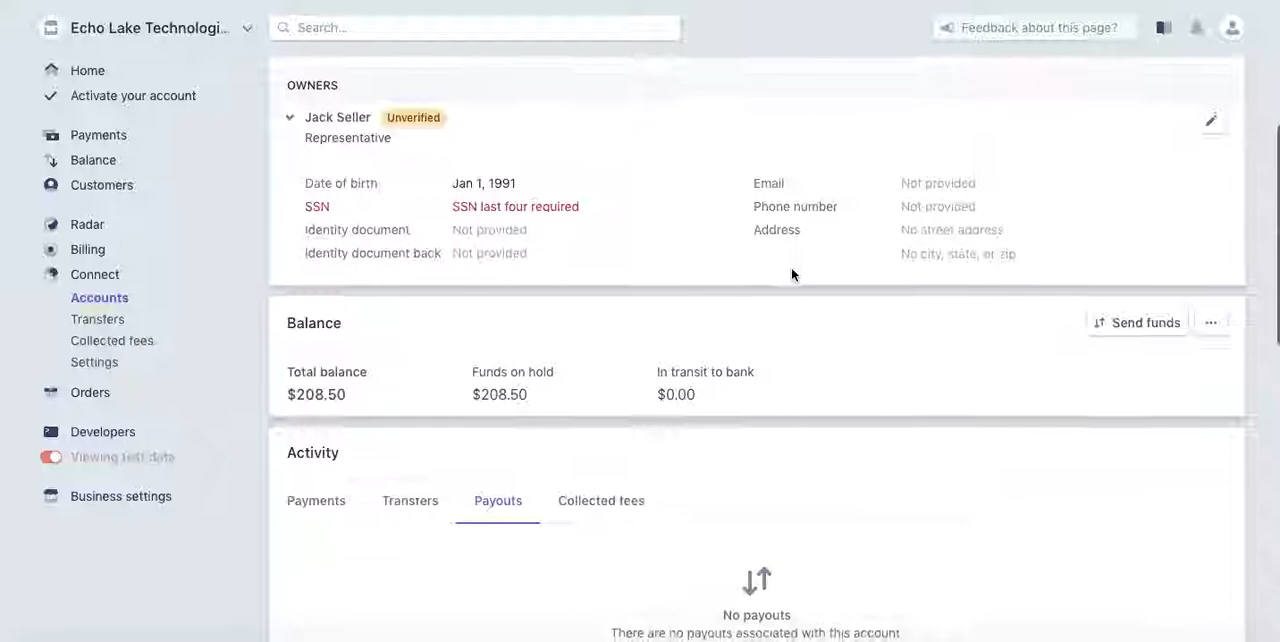 Echo Lake Technologi...
Search...
Feedback about this page?
Home
Activate your account
Payments
Balance
Customers
Radar
Billing
Connect
Accounts
Transfers
Collected fees
Settings
Orders
Developers
Viewing test data
Business settings
OWNERS
Jack Seller Unverified
Representative
Date of birth Jan 1, 1991
SSN SSN last four required
Identity document Not provided
Identity document back Not provided
Email Not provided
Phone number Not provided
Address No street address
No city, state, or zip
Balance
Send funds
Total balance Funds on hold In transit to bank
$208.50 $208.50 $0.00
Activity
Payments Transfers Payouts Collected fees
No payouts
There are no payouts associated with this account